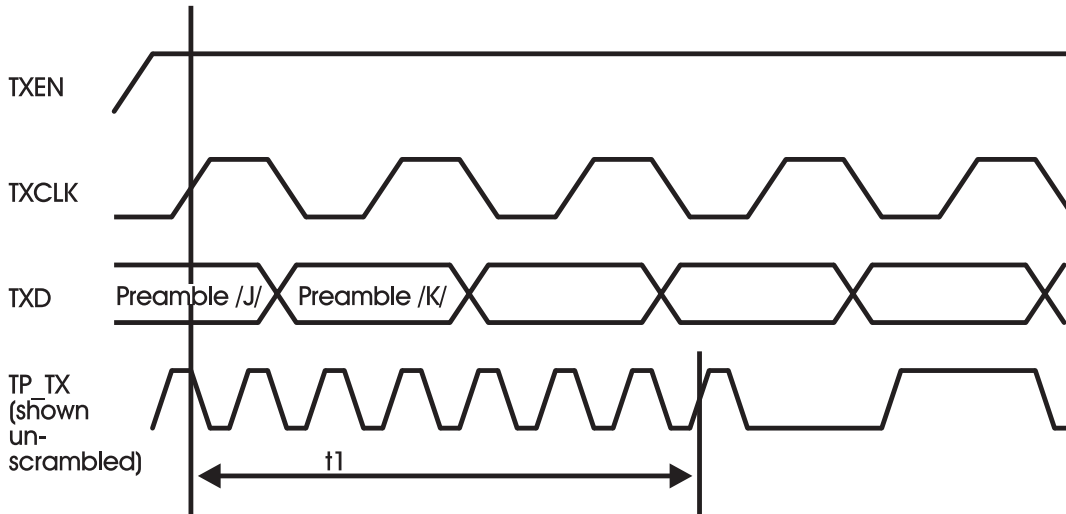 TXEN
TXCLK
TXD
Preamble /J/
Preamble /K/
TP_TX
(shown
un-
scrambled)
t1